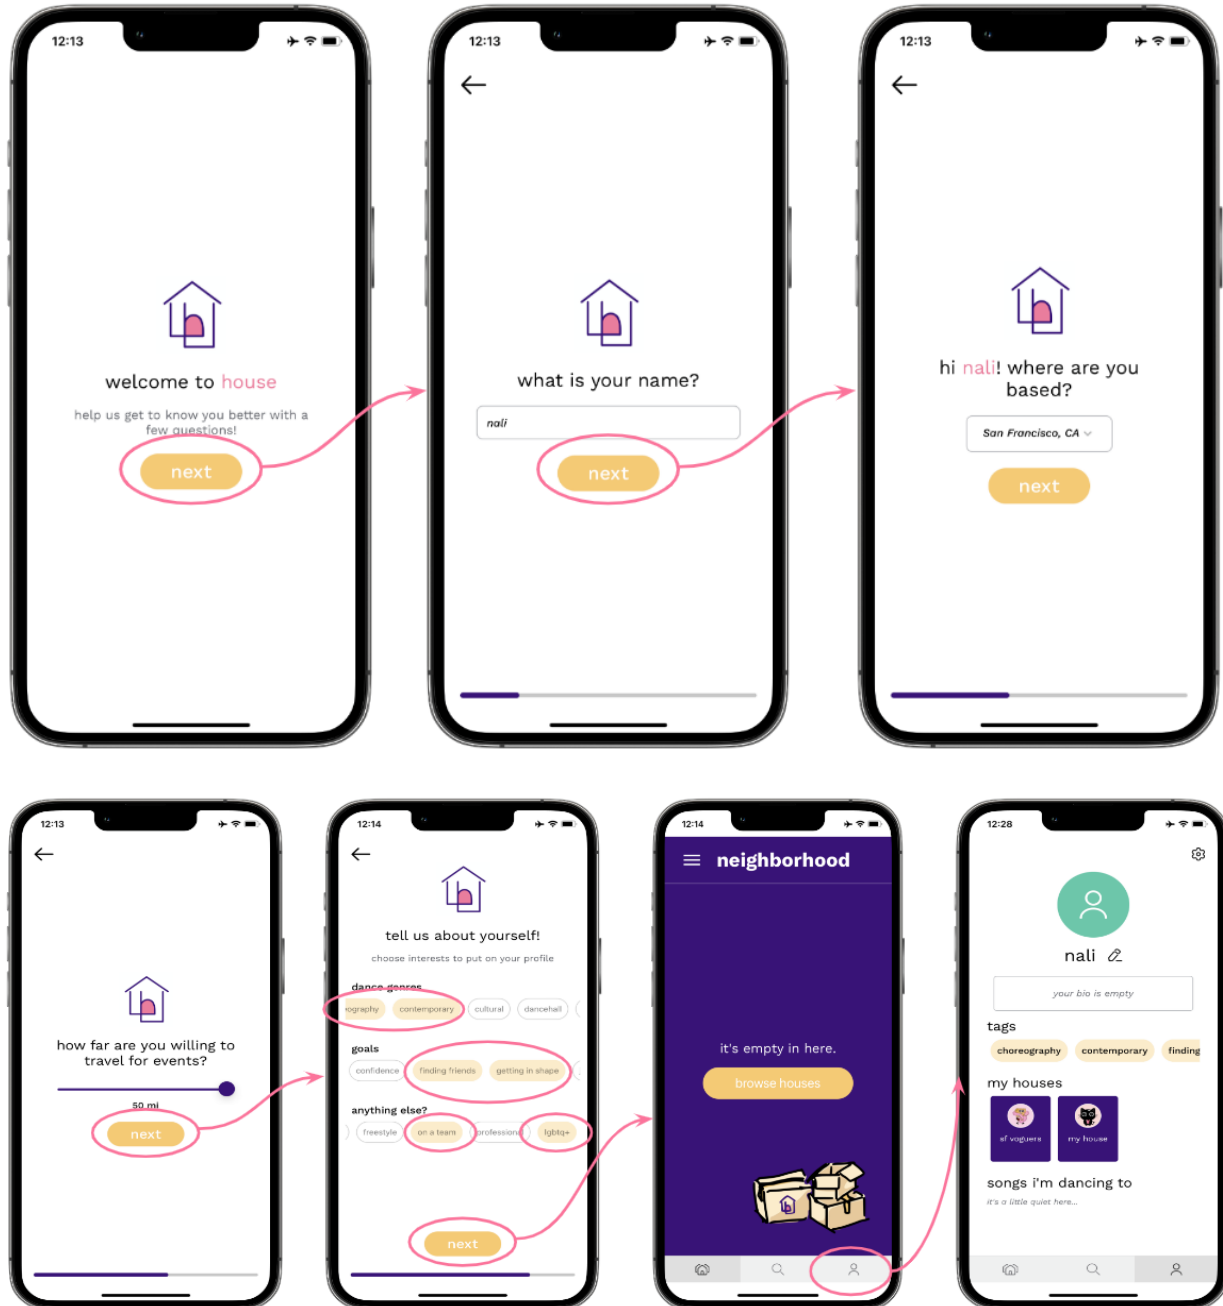 12:13
welcome to house
help us get to know you better with a
few questions!
next
12:13
what is your name?
nali
next
12:13
hi nali! where are you
based?
San Francisco, CA
next
12:13
how far are you willing to
travel for events?
50 mi
next
12:14
tell us about yourself!
choose interests to put on your profile
dance genres
eography contemporary cultural dancehall
goals
confidence finding friends getting in shape
anything else?
freestyle on a team professional lgbtq+
next
12:14
neighborhood
it's empty in here.
browse houses
12:28
nali
your bio is empty
tags
choreography contemporary finding
my houses
sf voguers my house
songs i'm dancing to
it's a little quiet here...